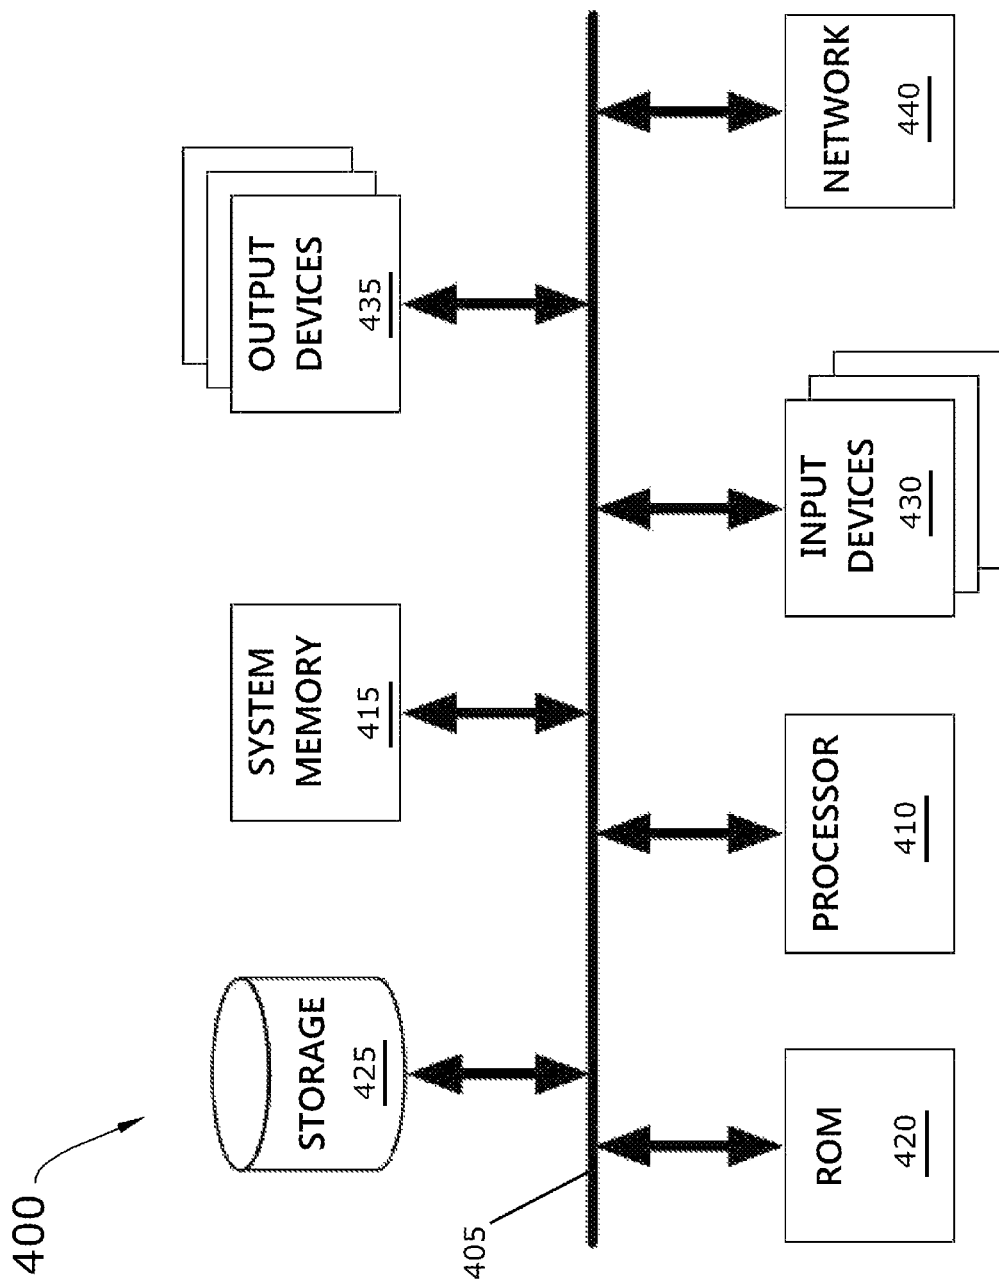 400
STORAGE
425
SYSTEM
MEMORY
415
OUTPUT
DEVICES
435
405
ROM
420
PROCESSOR
410
INPUT
DEVICES
430
NETWORK
440